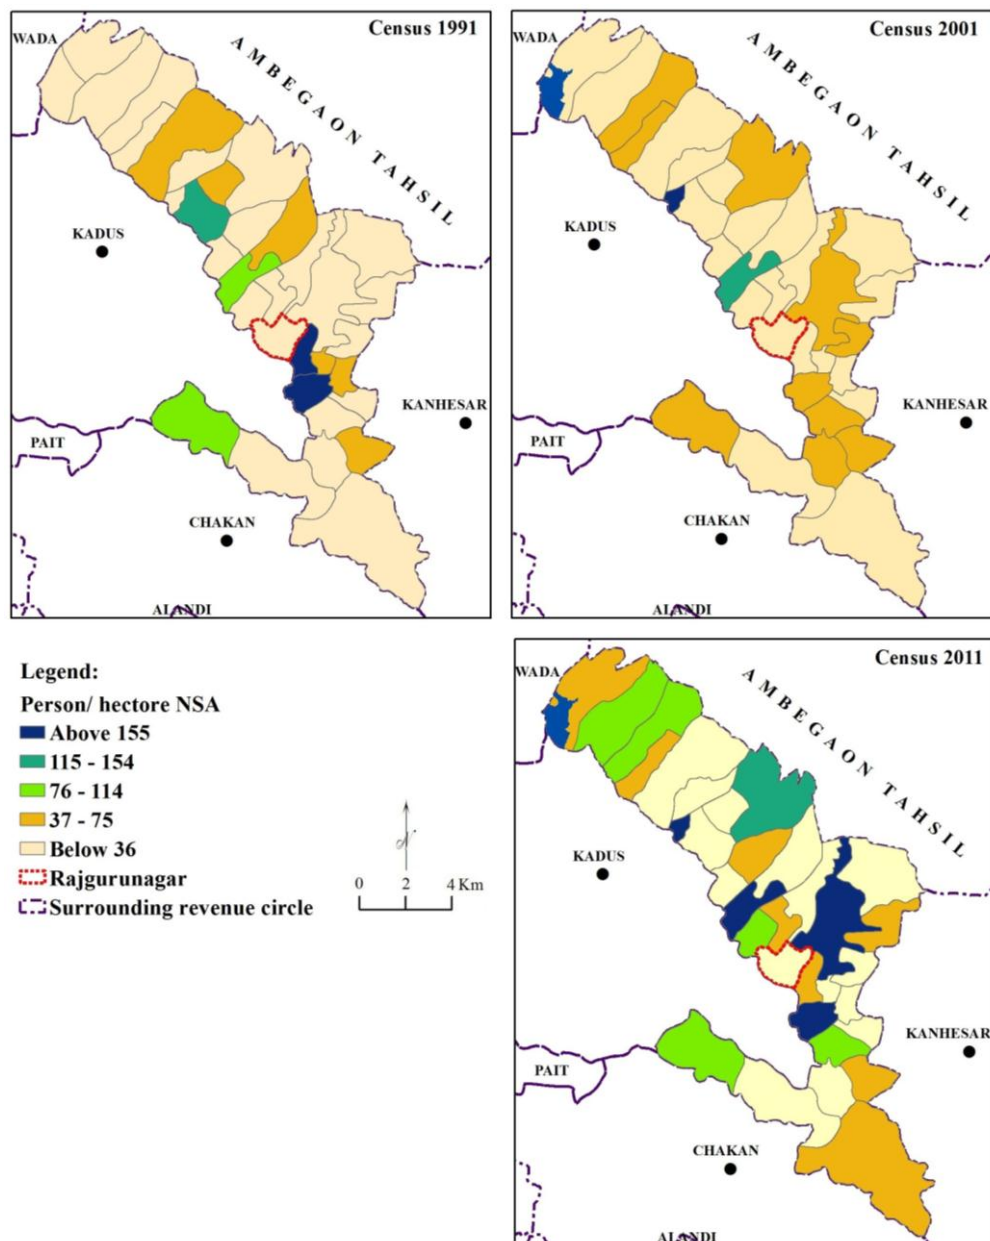 Census 1991
WADA
AMBEGAON TAHSIL
KADUS
KANHESAR
PAIT
CHAKAN
ALANDI
Census 2001
WADA
AMBEGAON TAHSIL
KADUS
KANHESAR
PAIT
CHAKAN
ALANDI
Legend:
Person/ hectore NSA
Above 155
115 - 154
76 - 114
37 - 75
Below 36
Rajgurunagar
Surrounding revenue circle
N
0 2 4 Km
Census 2011
WADA
AMBEGAON TAHSIL
KADUS
KANHESAR
PAIT
CHAKAN
ALANDI